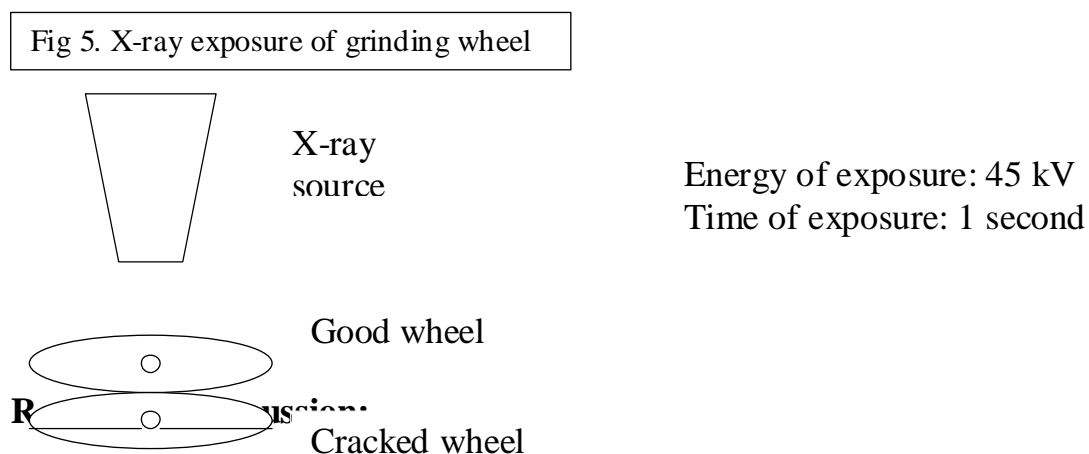 Fig 5. X-ray exposure of grinding wheel
X-ray
source
Energy of exposure: 45 kV
Time of exposure: 1 second
Good wheel
Cracked wheel